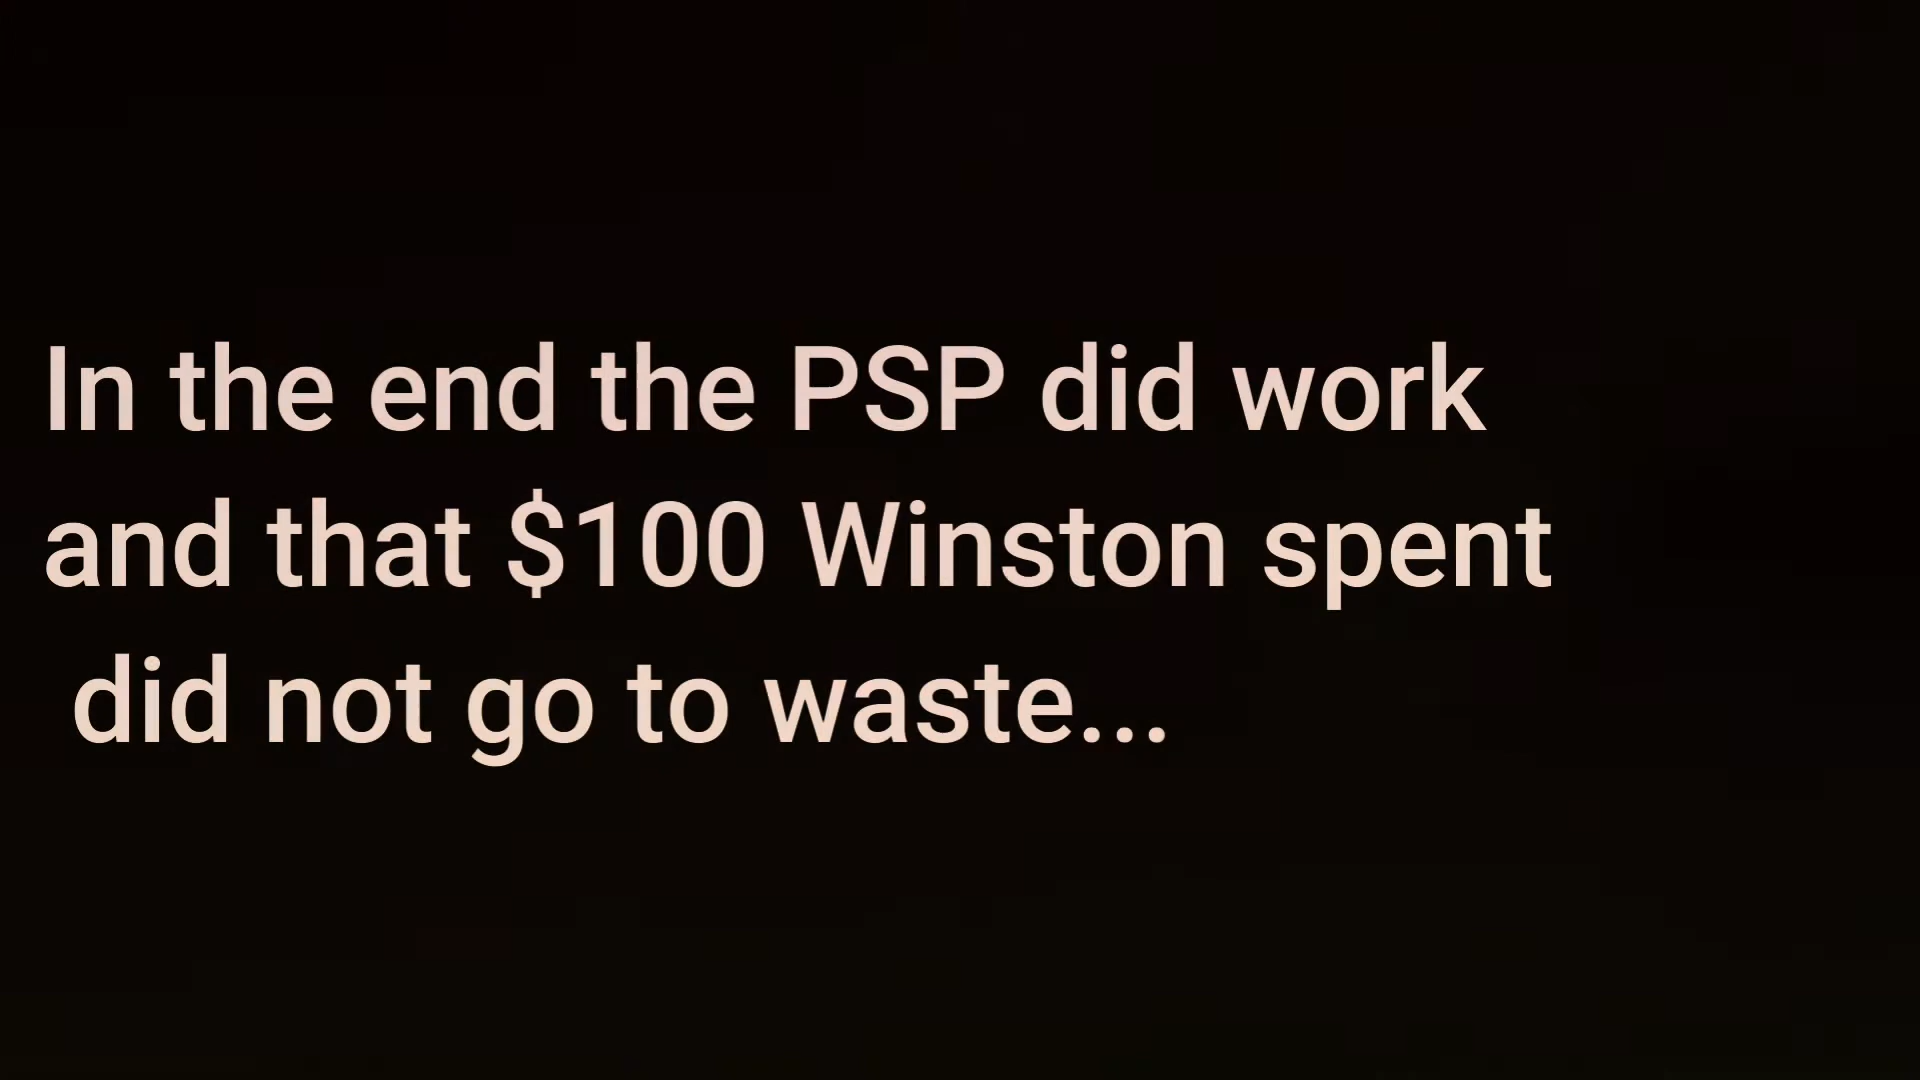 In the end the PSP did work
and that $100 Winston spent
did not go to waste...